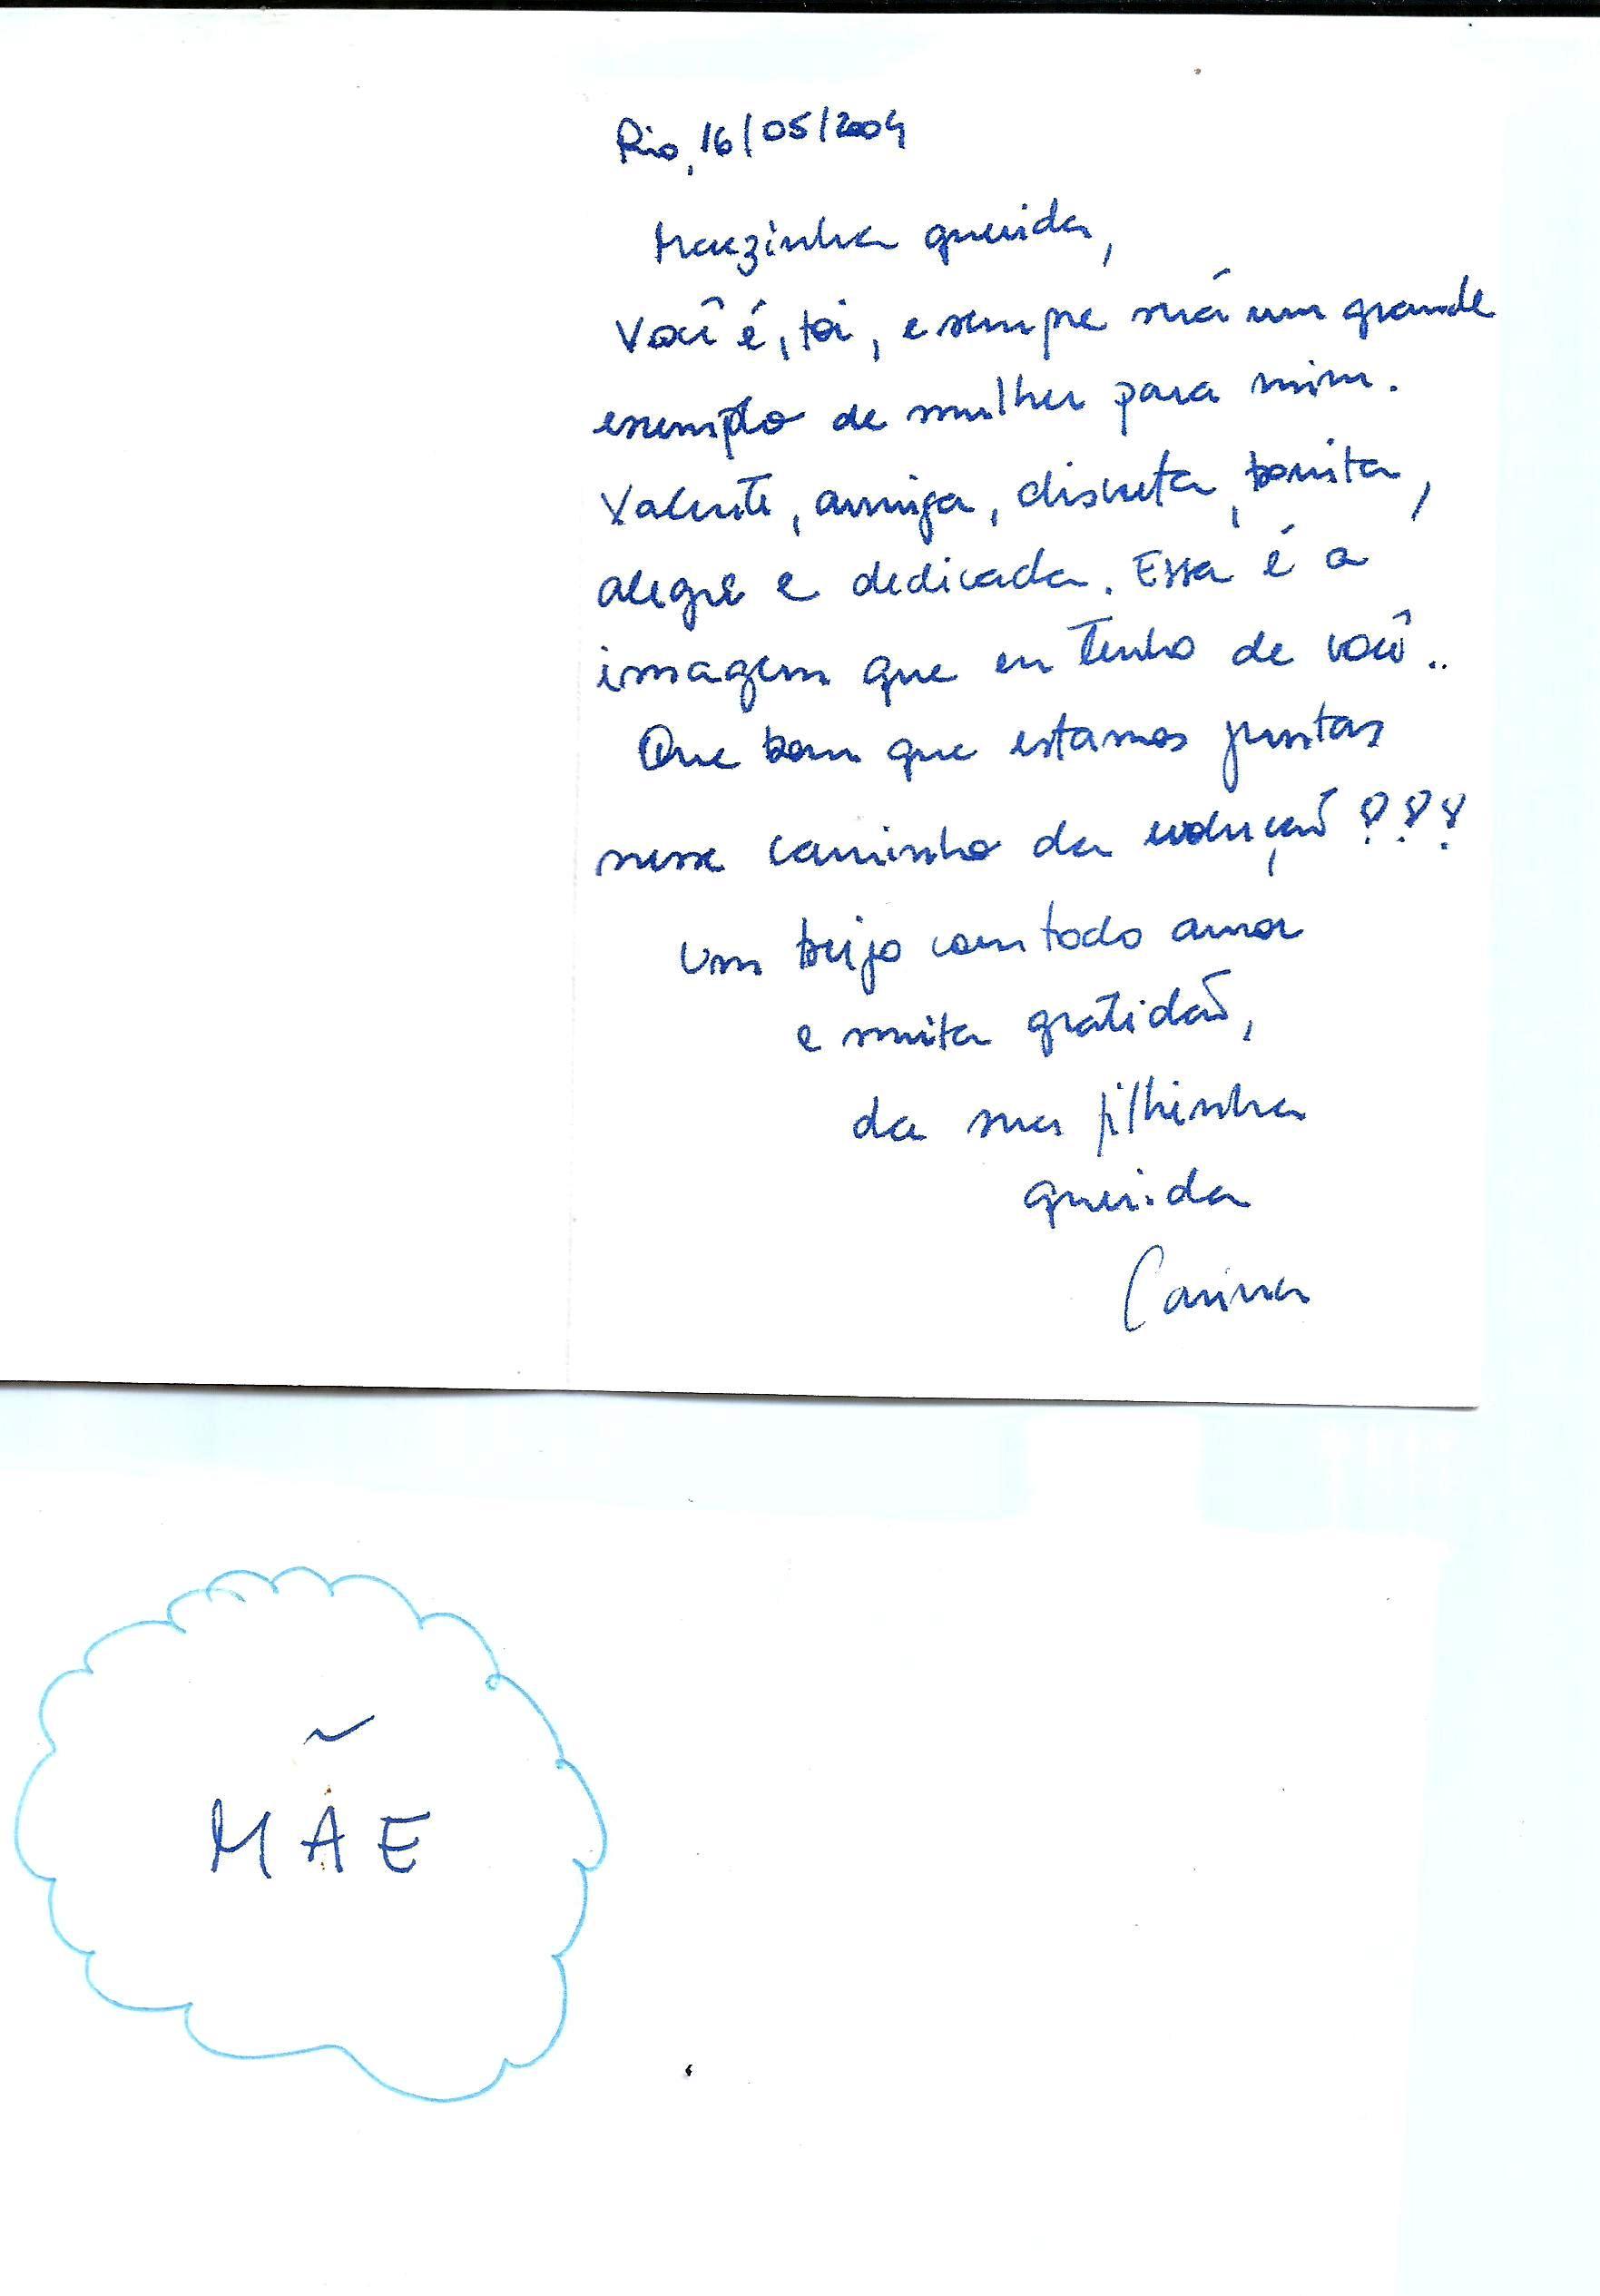 Rio, 16/05/2004
Mãezinha querida,
Você é, foi, e sempre será um grande
exemplo de mulher para mim.
Valente, amiga, discreta, bonita,
alegre e dedicada. Essa é a
imagem que eu tenho de você..
Que bom que estamos juntas
nesse caminho da evolução!!!
Um beijo com todo amor
e muita gratidão,
da sua filhinha
querida
Carina
MÃE